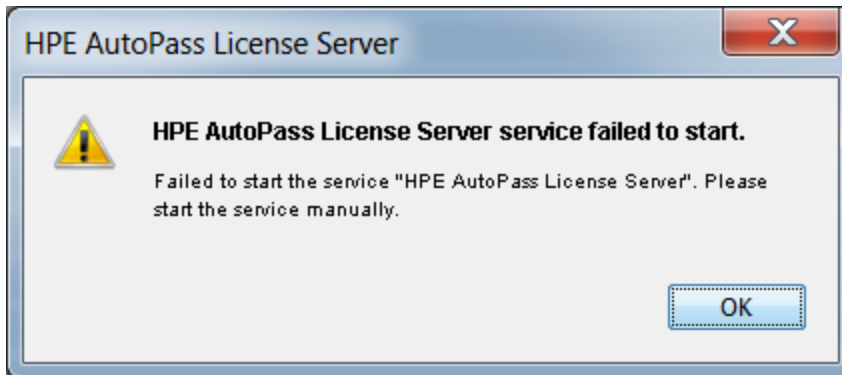 HPE AutoPass License Server
HPE AutoPass License Server service failed to start.
Failed to start the service "HPE AutoPass License Server". Please
start the service manually.
OK